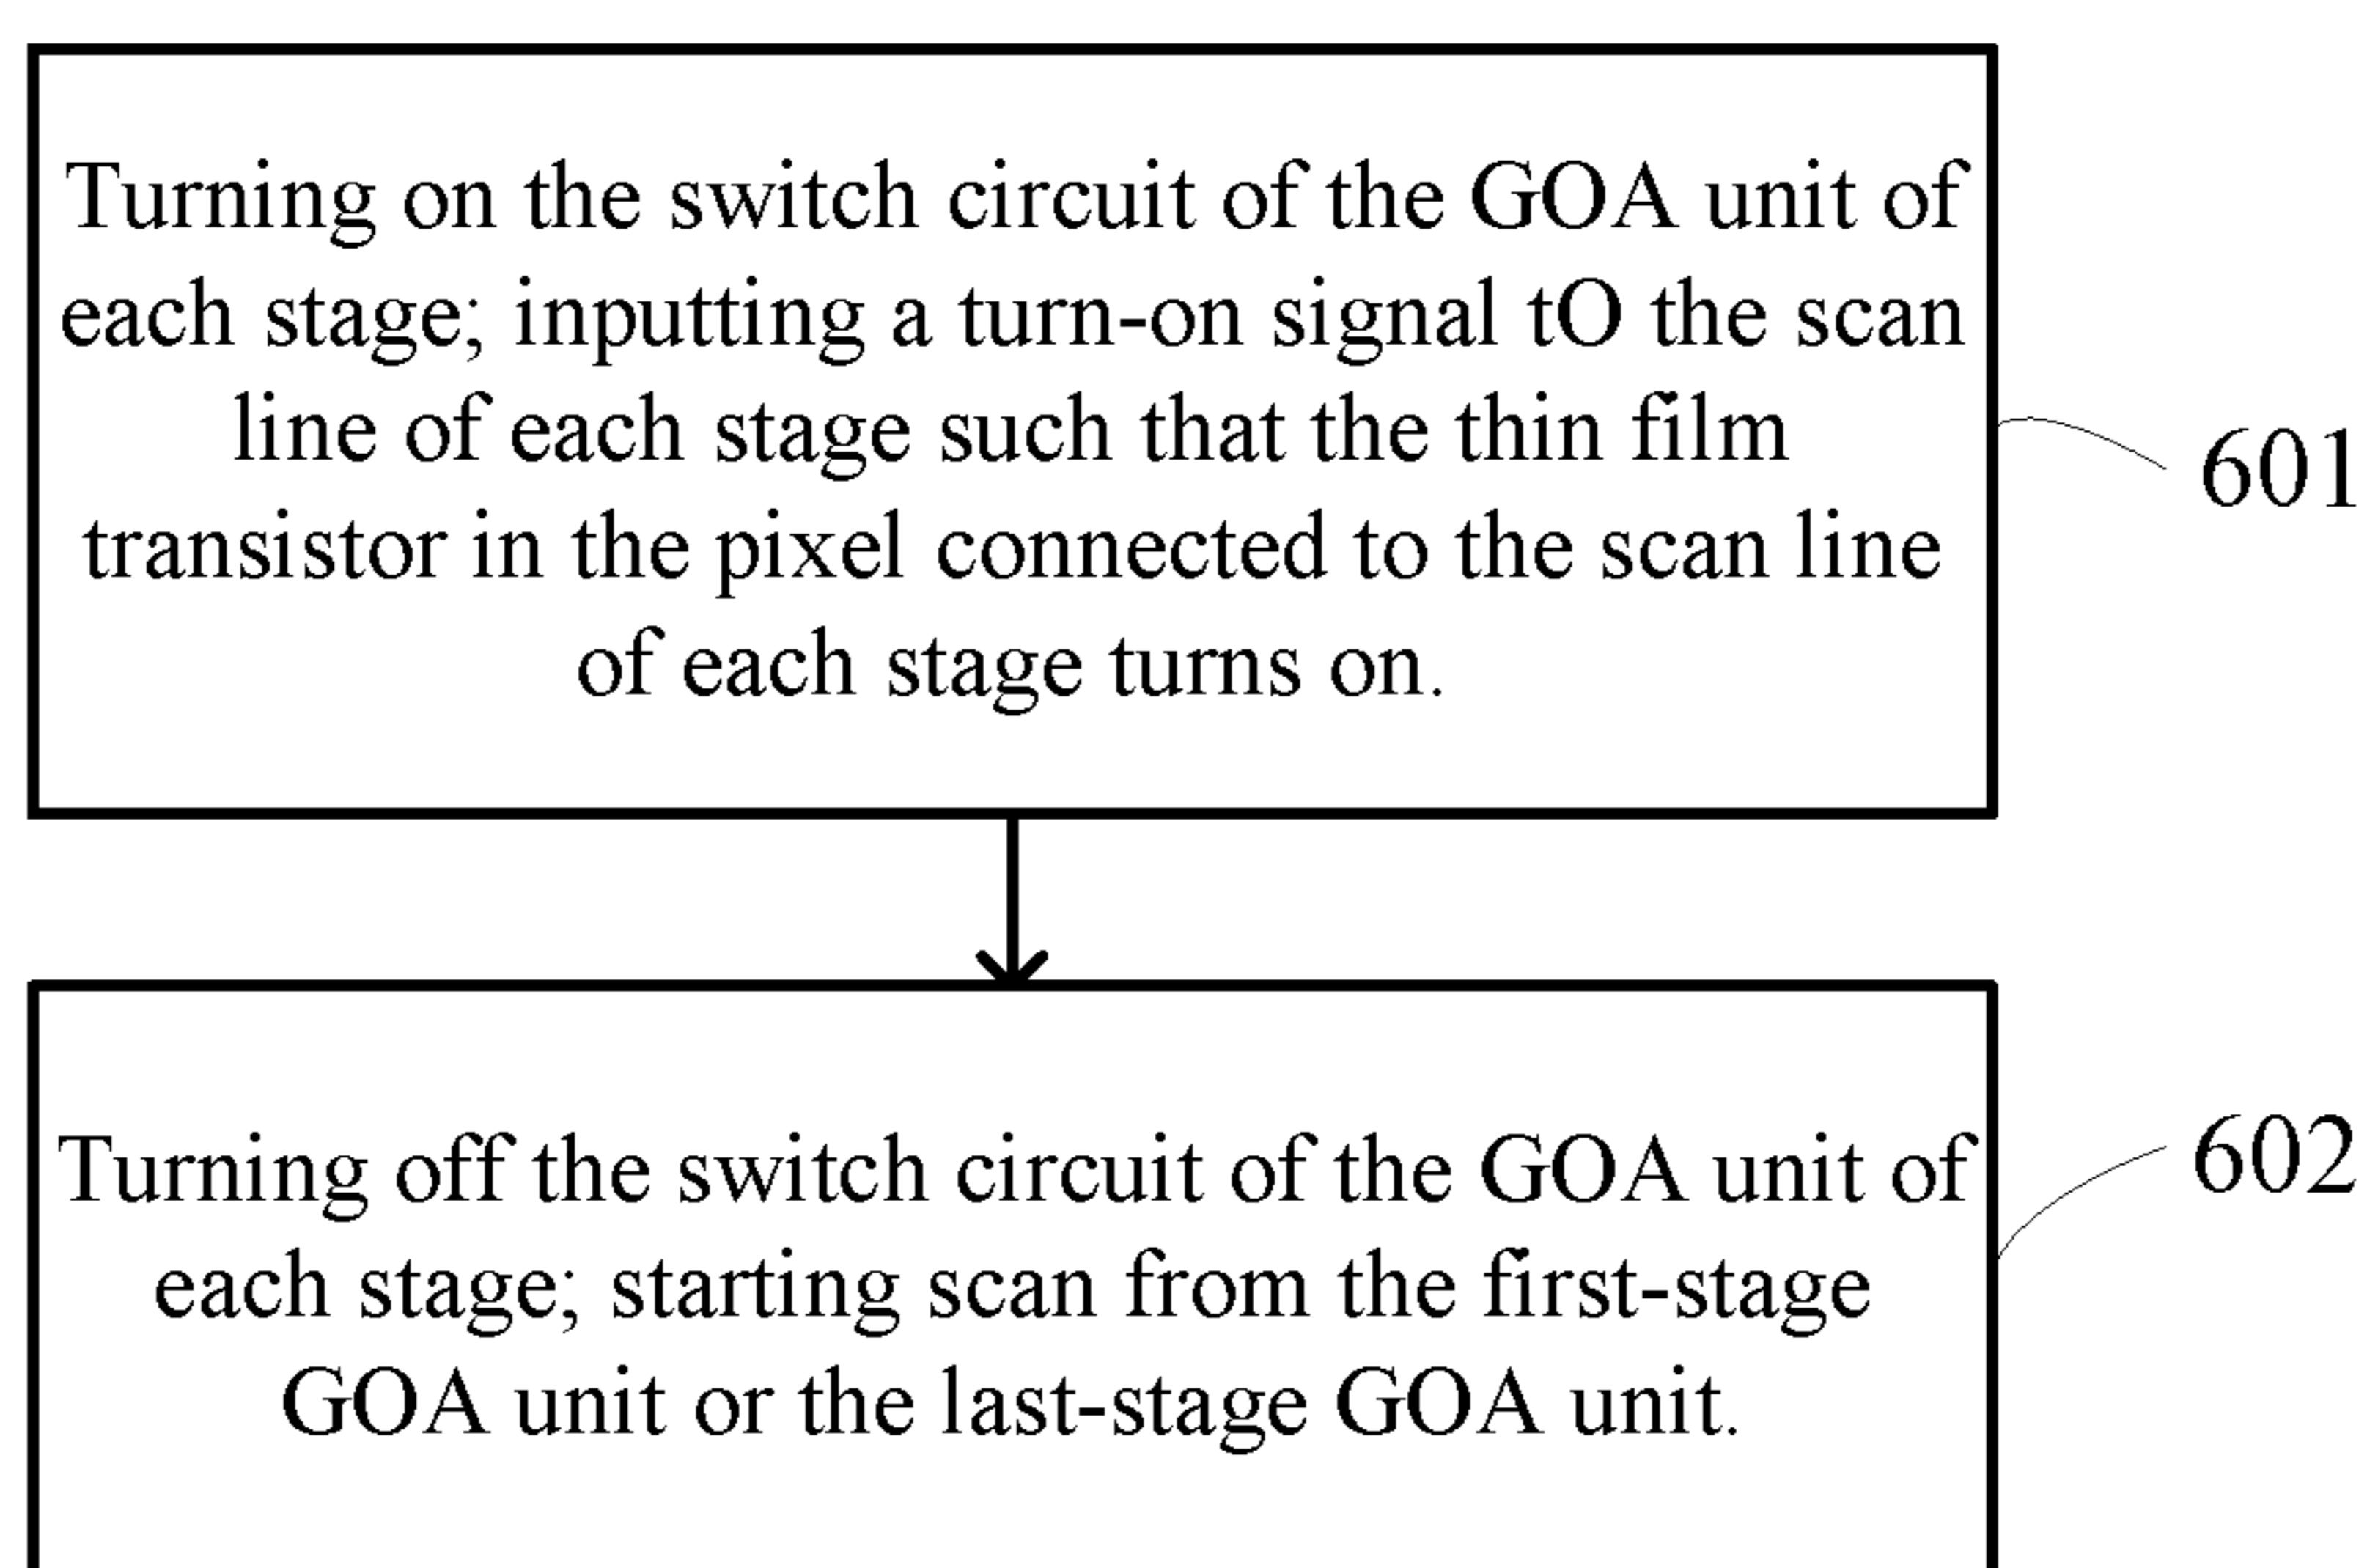 Turning on the switch circuit of the GOA unit of
each stage; inputting a turn-on signal tO the scan
line of each stage such that the thin film
transistor in the pixel connected to the scan line
of each stage turns on.
601
Turning off the switch circuit of the GOA unit of
each stage; starting scan from the first-stage
GOA unit or the last-stage GOA unit.
602